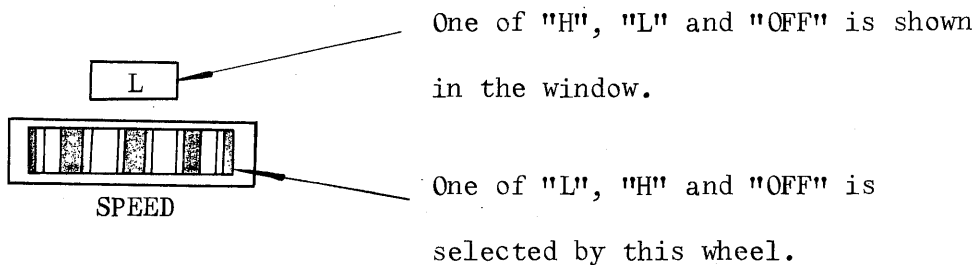 One of "H", "L" and "OFF" is shown
in the window.
L
One of "L", "H" and "OFF" is
selected by this wheel.
SPEED